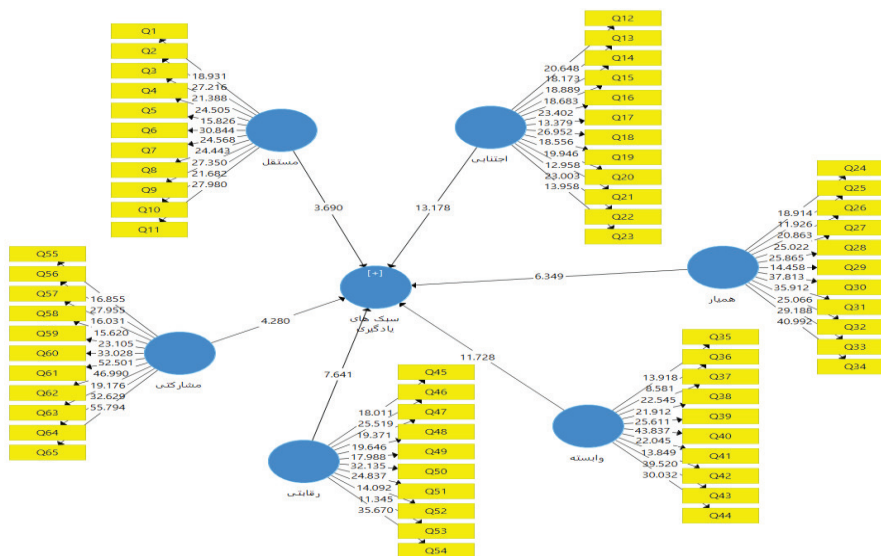 Q1
Q2
Q3
Q4
Q5
Q6
Q7
Q8
Q9
Q10
Q11
18.931
27.216
21.388
24.505
15.826
30.844
24.568
24.443
27.350
21.682
27.980
مستقل
Q12
Q13
Q14
Q15
Q16
Q17
Q18
Q19
Q20
Q21
Q22
Q23
20.648
18.173
18.889
18.683
23.402
13.379
26.952
18.556
19.946
12.958
23.003
13.958
اجتنابی
3.690
13.178
Q24
Q25
Q26
Q27
Q28
Q29
Q30
Q31
Q32
Q33
Q34
18.914
11.926
20.863
25.022
25.865
14.458
37.813
35.912
25.066
29.188
40.992
همیار
6.349
[+]
سبک های
یادگیری
Q55
Q56
Q57
Q58
Q59
Q60
Q61
Q62
Q63
Q64
Q65
16.855
27.955
16.031
15.620
23.105
33.028
52.501
46.990
19.176
32.629
55.794
مشارکتی
4.280
7.641
11.728
Q45
Q46
Q47
Q48
Q49
Q50
Q51
Q52
Q53
Q54
18.011
25.519
19.371
19.646
17.988
32.135
24.837
14.092
11.345
35.670
رقابتی
Q35
Q36
Q37
Q38
Q39
Q40
Q41
Q42
Q43
Q44
13.918
8.581
22.545
21.912
25.611
43.837
22.045
13.849
39.520
30.032
وابسته